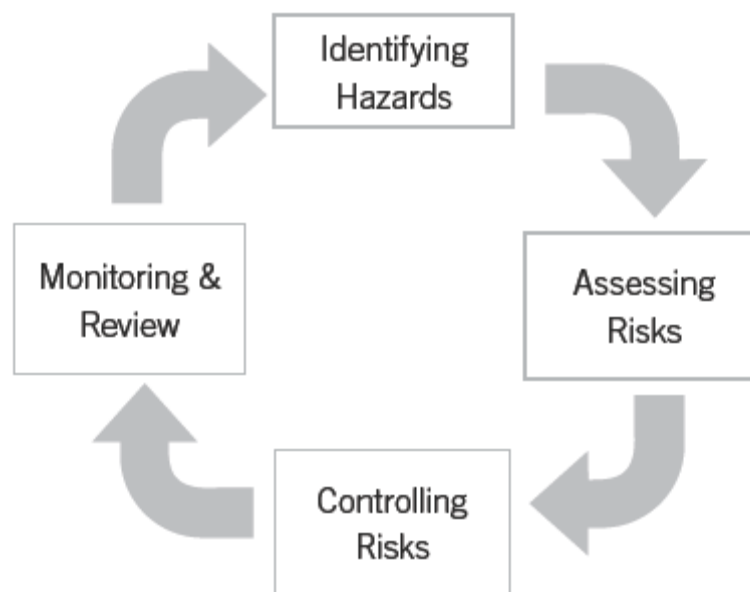 Identifying
Hazards
Assessing
Risks
Controlling
Risks
Monitoring &
Review